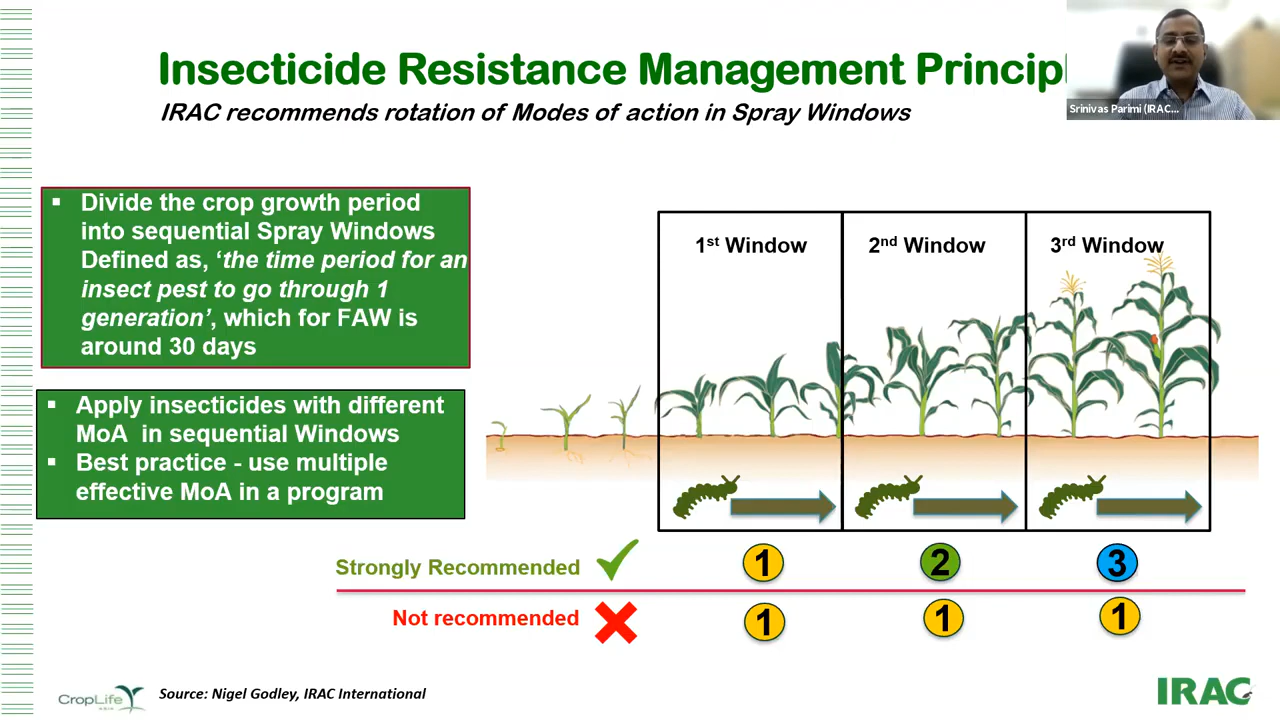 Insecticide Resistance Management Princip
IRAC recommends rotation of Modes of action in Spray Windows
Srinivas Parimi (IRAC...
▪ Divide the crop growth period
into sequential Spray Windows
Defined as, ‘the time period for an
insect pest to go through 1
generation’, which for FAW is
around 30 days
▪ Apply insecticides with different
MoA in sequential Windows
▪ Best practice - use multiple
effective MoA in a program
1st Window 2nd Window 3rd Window
Strongly Recommended 1 2 3
Not recommended 1 1 1
CropLife
ASIA
Source: Nigel Godley, IRAC International
IRAC